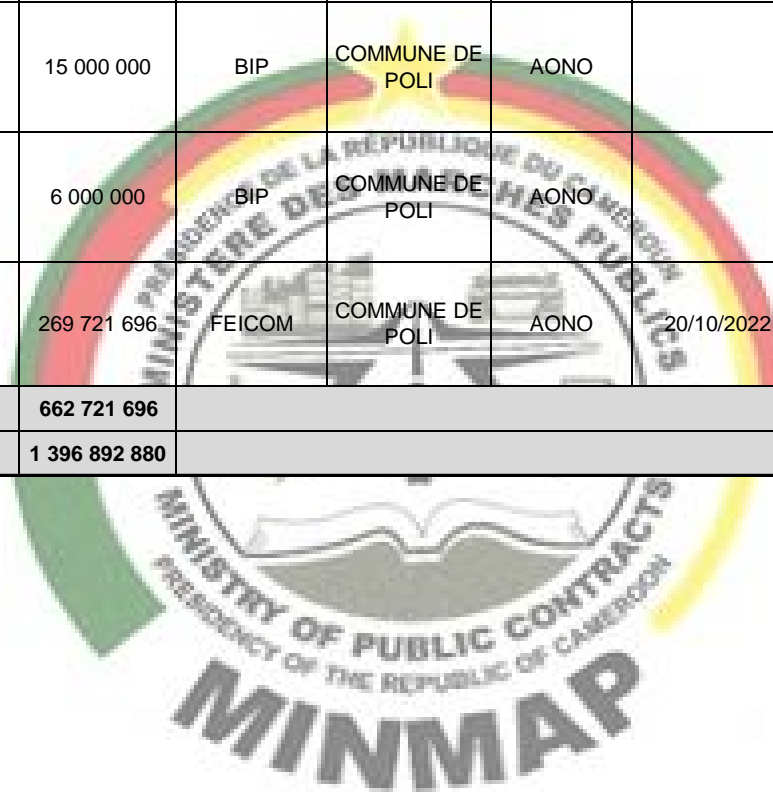 15 000 000 BIP COMMUNE DE POLI AONO
6 000 000 BIP COMMUNE DE POLI AONO
269 721 696 FEICOM COMMUNE DE POLI AONO 20/10/2022
662 721 696
1 396 892 880
PRÉSIDENCE DE LA RÉPUBLIQUE DU CAMEROUN
MINISTERE DES MARCHES PUBLICS
MINISTRY OF PUBLIC CONTRACTS
PRESIDENCY OF THE REPUBLIC OF CAMEROON
MINMAP